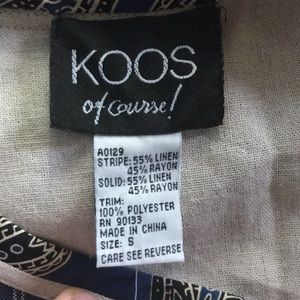 KOOS
of course!
A0129
STRIPE: 55% LINEN
45% RAYON
SOLID: 55% LINEN
45% RAYON
TRIM:
100% POLYESTER
RN 90133
MADE IN CHINA
SIZE: S
CARE SEE REVERSE